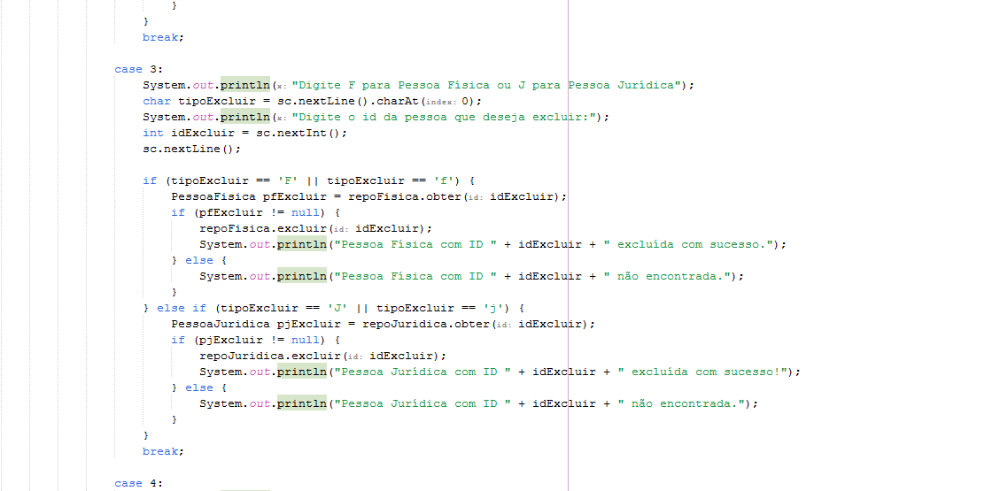 }
}
break;
case 3:
System.out.println(x: "Digite F para Pessoa Física ou J para Pessoa Jurídica");
char tipoExcluir = sc.nextLine().charAt(index: 0);
System.out.println(x: "Digite o id da pessoa que deseja excluir:");
int idExcluir = sc.nextInt();
sc.nextLine();
if (tipoExcluir == 'F' || tipoExcluir == 'f') {
PessoaFisica pfExcluir = repoFisica.obter(id: idExcluir);
if (pfExcluir != null) {
repoFisica.excluir(id: idExcluir);
System.out.println("Pessoa Física com ID " + idExcluir + " excluída com sucesso.");
} else {
System.out.println("Pessoa Física com ID " + idExcluir + " não encontrada.");
}
} else if (tipoExcluir == 'J' || tipoExcluir == 'j') {
PessoaJuridica pjExcluir = repoJuridica.obter(id: idExcluir);
if (pjExcluir != null) {
repoJuridica.excluir(id: idExcluir);
System.out.println("Pessoa Jurídica com ID " + idExcluir + " excluída com sucesso!");
} else {
System.out.println("Pessoa Jurídica com ID " + idExcluir + " não encontrada.");
}
}
break;
case 4: